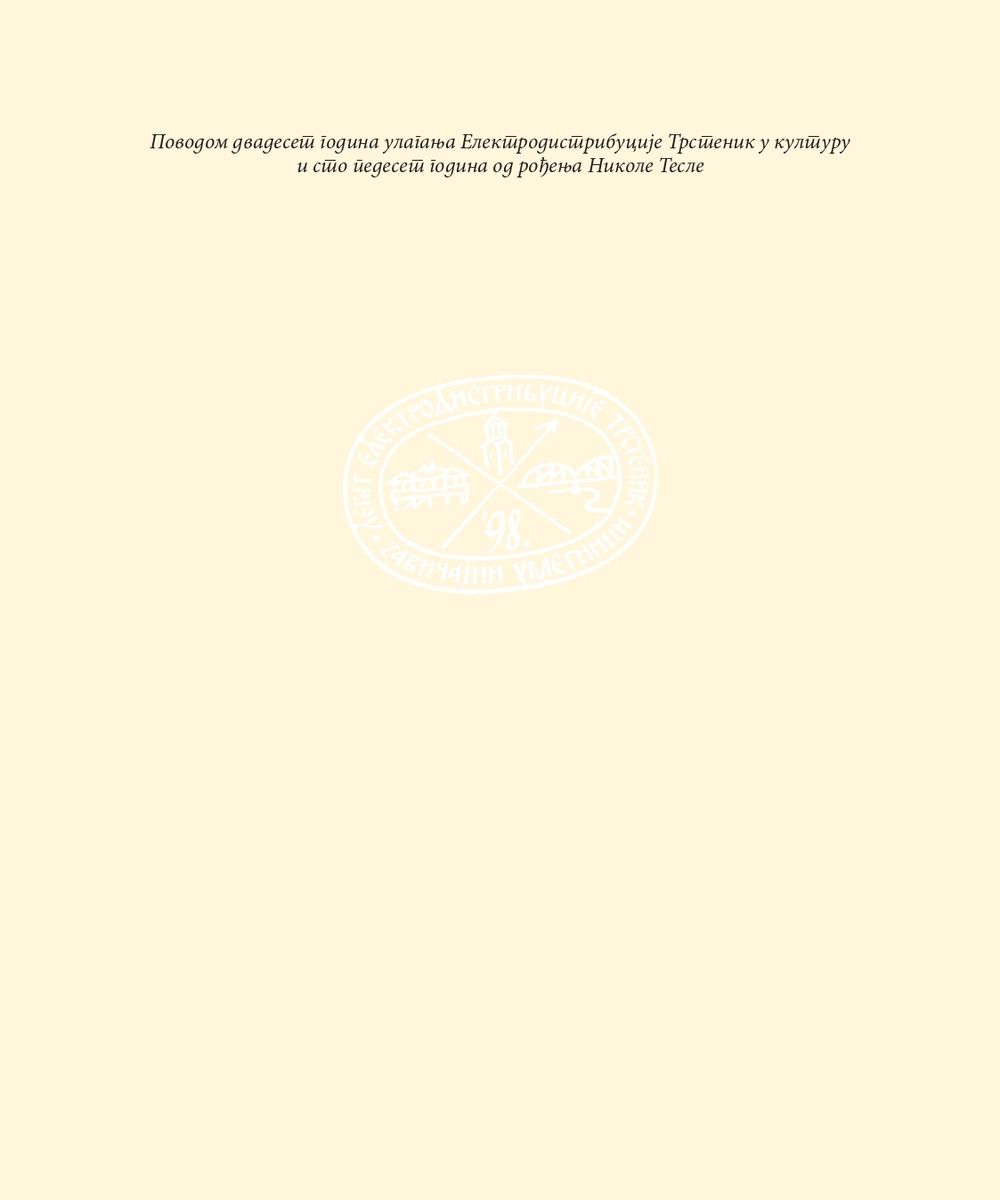 Поводом двадесет година улагања Електродистрибуције Трстеник у културу
и сто педесет година од рођења Николе Тесле
ЛЕГАТ ЕЛЕКТРОДИСТРИБУЦИЈЕ ТРСТЕНИК •
'98.
• ЗАВИЧАЈНИ УМЕТНИЦИ